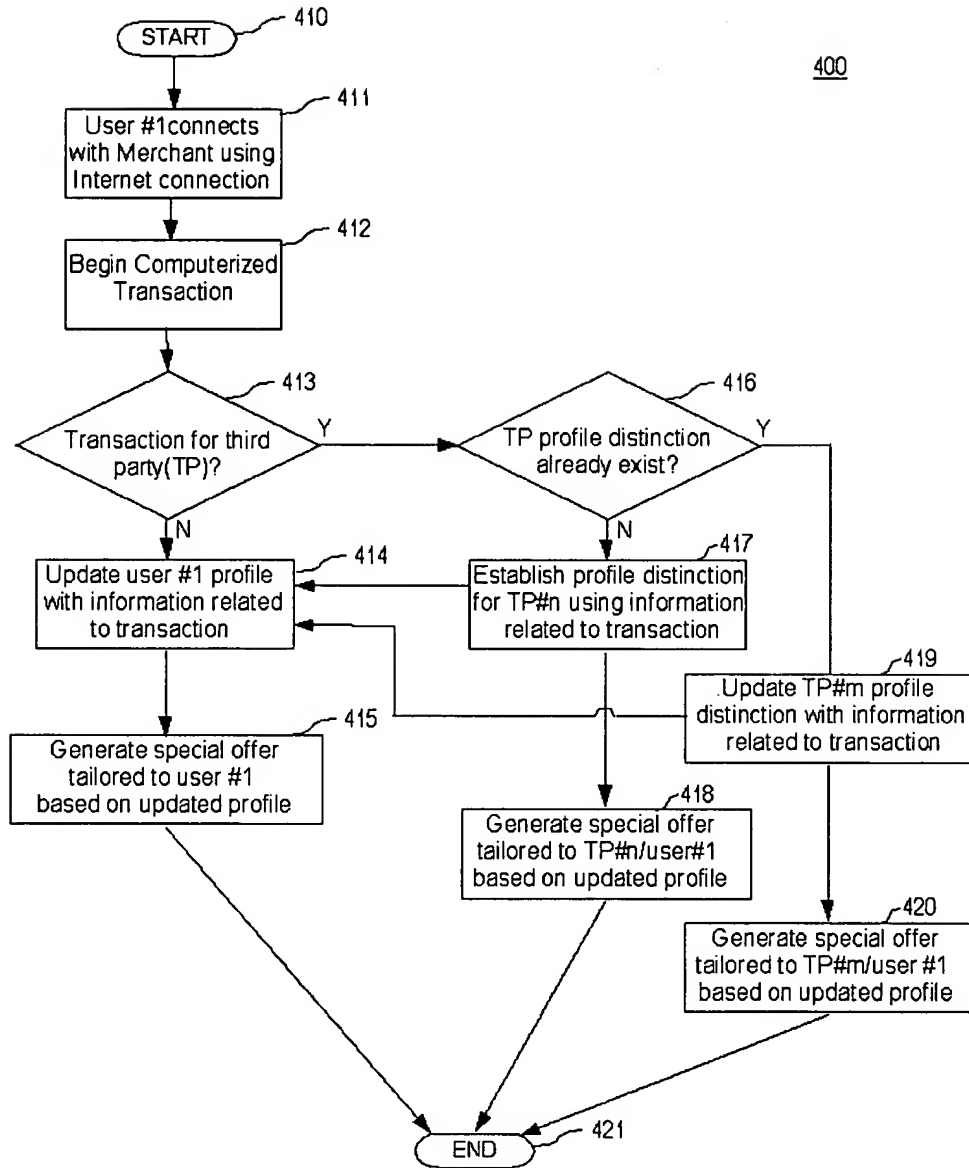 START
410
400
411
User #1connects
with Merchant using
Internet connection
412
Begin Computerized
Transaction
413
Transaction for third
party(TP)?
Y
N
416
TP profile distinction
already exist?
Y
N
414
Update user #1 profile
with information related
to transaction
417
Establish profile distinction
for TP#n using information
related to transaction
419
.Update TP#m profile
distinction with information
related to transaction
415
Generate special offer
tailored to user #1
based on updated profile
418
Generate special offer
tailored to TP#n/user#1
based on updated profile
420
Generate special offer
tailored to TP#m/user #1
based on updated profile
END
421